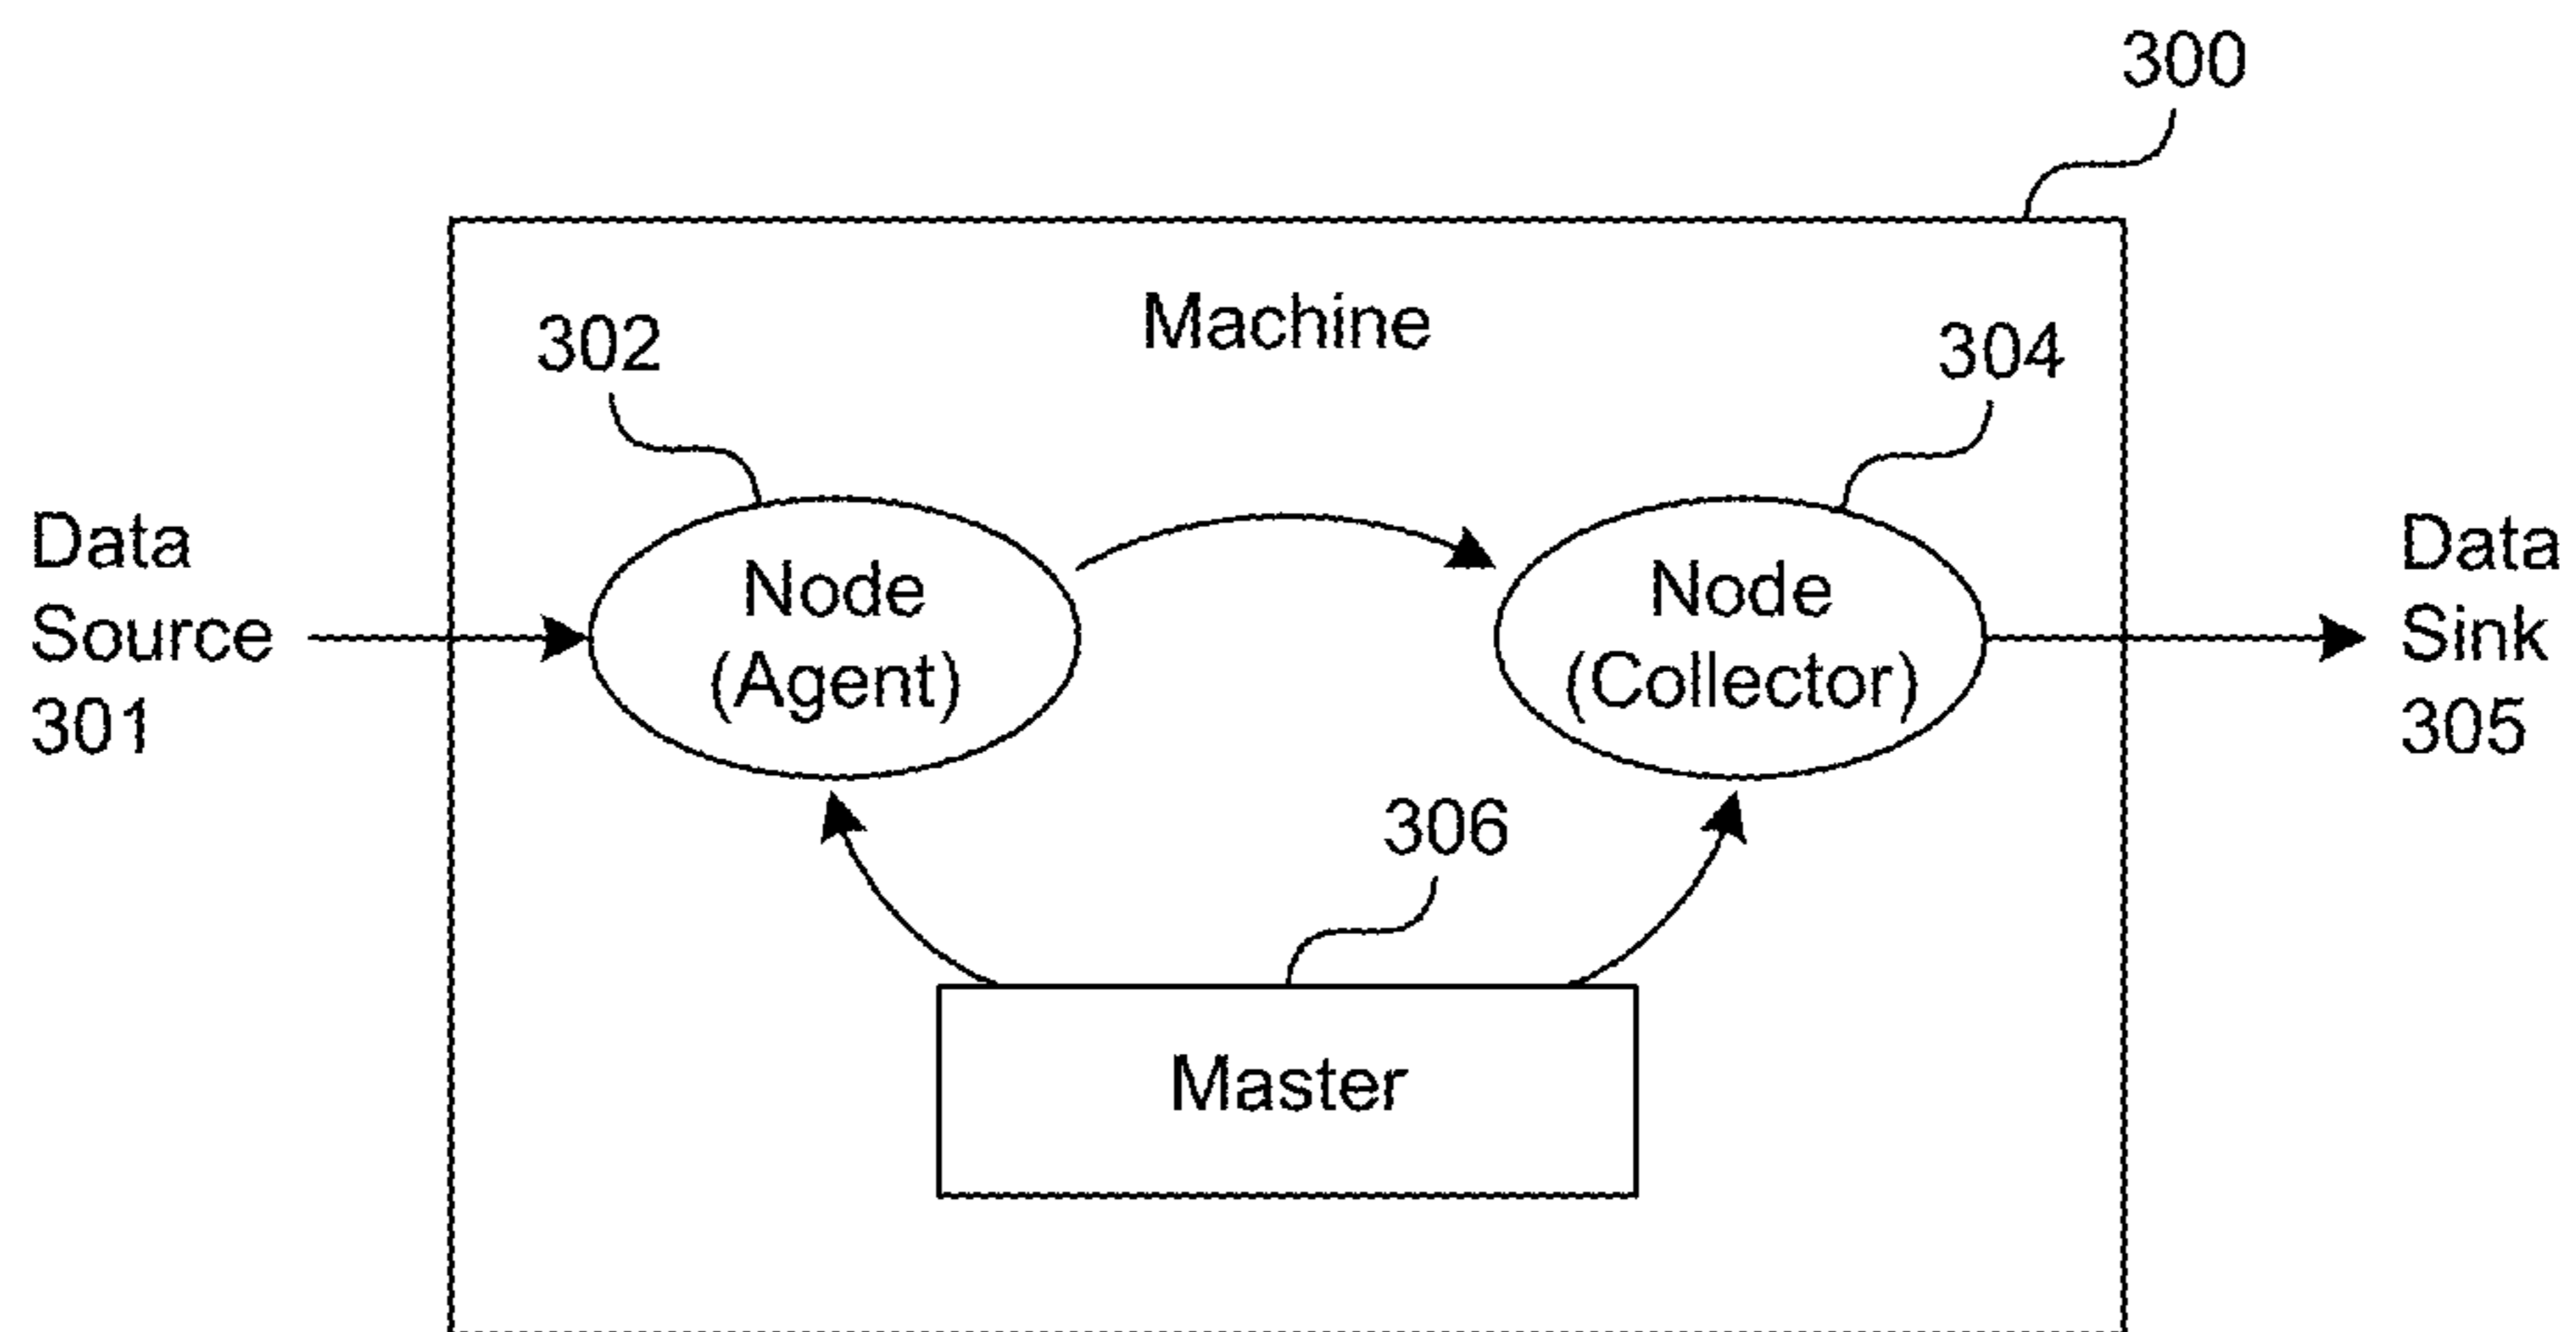 300
Machine
302
304
Data
Source
301
Node
(Agent)
Node
(Collector)
Data
Sink
305
306
Master